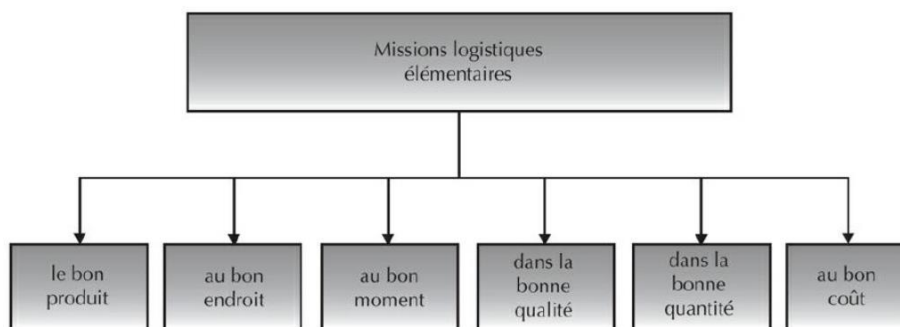 Missions logistiques
élémentaires
le bon
produit
au bon
endroit
au bon
moment
dans la
bonne
qualité
dans la
bonne
quantité
au bon
coût